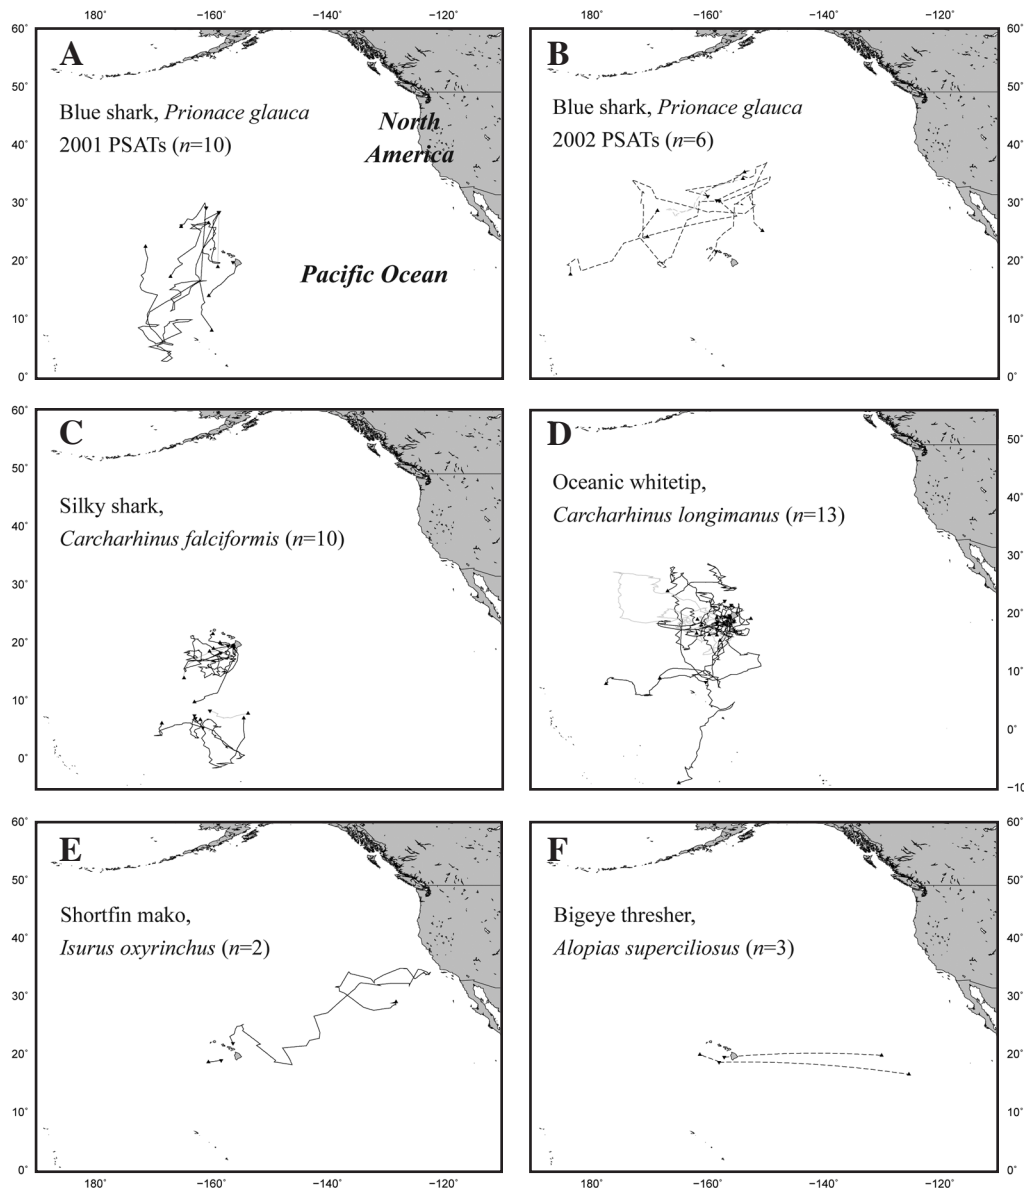 180˚ −160˚ −140˚ −120˚ 180˚ −160˚ −140˚ −120˚
60˚ 60˚
A
B
50˚ 50˚
Blue shark, Prionace glauca
2001 PSATs (n=10)
North
America
Blue shark, Prionace glauca
2002 PSATs (n=6)
40˚ 40˚
30˚ 30˚
20˚ 20˚
Pacific Ocean
10˚ 10˚
0˚ 0˚
60˚ 60˚
C
D
50˚ 50˚
Silky shark,
Carcharhinus falciformis (n=10)
Oceanic whitetip,
Carcharhinus longimanus (n=13)
40˚ 40˚
30˚ 30˚
20˚ 20˚
10˚ 10˚
0˚ 0˚
−10
60˚ 60˚
E
F
50˚ 50˚
Shortfin mako,
Isurus oxyrinchus (n=2)
Bigeye thresher,
Alopias superciliosus (n=3)
40˚ 40˚
30˚ 30˚
20˚ 20˚
10˚ 10˚
0˚ 0˚
180˚ −160˚ −140˚ −120˚ 180˚ −160˚ −140˚ −120˚